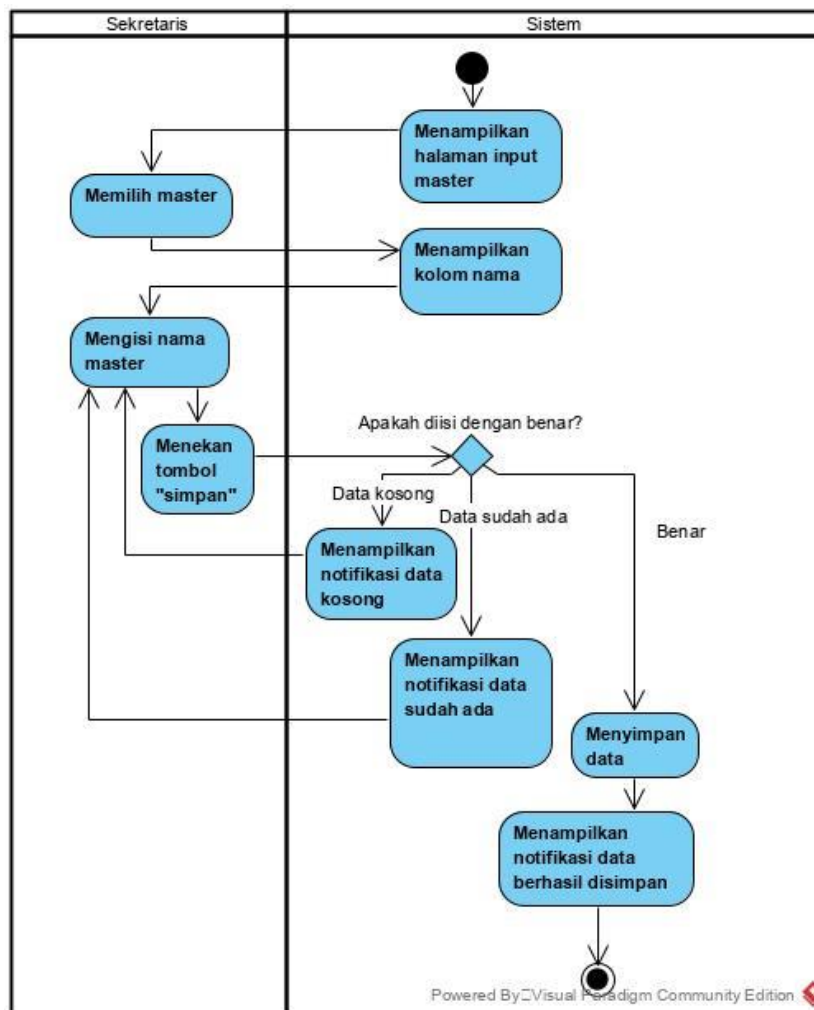 Sekretaris
Sistem
Menampilkan
halaman input
master
Memilih master
Menampilkan
kolom nama
Mengisi nama
master
Menekan
tombol
"simpan"
Apakah diisi dengan benar?
Data kosong
Data sudah ada
Benar
Menampilkan
notifikasi data
kosong
Menampilkan
notifikasi data
sudah ada
Menyimpan
data
Menampilkan
notifikasi data
berhasil disimpan
Powered By□Visual Paradigm Community Edition